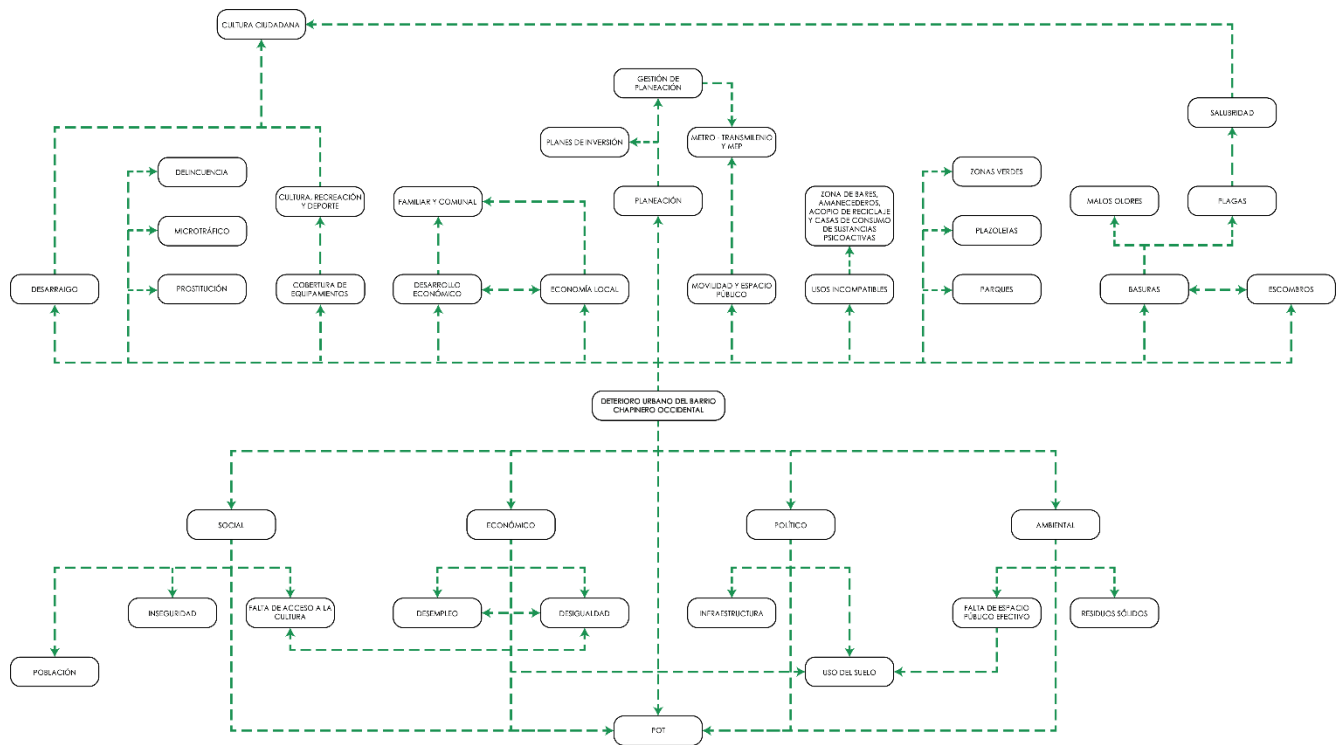 CULTURA CIUDADANA
GESTIÓN DE
PLANEACIÓN
SALUBRIDAD
PLANES DE INVERSIÓN
METRO - TRANSMILENIO
Y MEP
DELINCUENCIA
ZONAS VERDES
CULTURA, RECREACIÓN
Y DEPORTE
FAMILIAR Y COMUNAL
PLANEACIÓN
ZONA DE BARES,
AMANECEDEROS,
ACOPIO DE RECICLAJE
Y CASAS DE CONSUMO
DE SUSTANCIAS
PSICOACTIVAS
MALOS OLORES
PLAGAS
MICROTRÁFICO
PLAZOLETAS
DESARRAIGO
PROSTITUCIÓN
COBERTURA DE
EQUIPAMIENTOS
DESARROLLO
ECONÓMICO
ECONOMÍA LOCAL
MOVILIDAD Y ESPACIO
PÚBLICO
USOS INCOMPATIBLES
PARQUES
BASURAS
ESCOMBROS
DETERIORO URBANO DEL BARRIO
CHAPINERO OCCIDENTAL
SOCIAL
ECONÓMICO
POLÍTICO
AMBIENTAL
INSEGURIDAD
FALTA DE ACCESO A LA
CULTURA
DESEMPLEO
DESIGUALDAD
INFRAESTRUCTURA
FALTA DE ESPACIO
PÚBLICO EFECTIVO
RESIDUOS SÓLIDOS
POBLACIÓN
USO DEL SUELO
POT